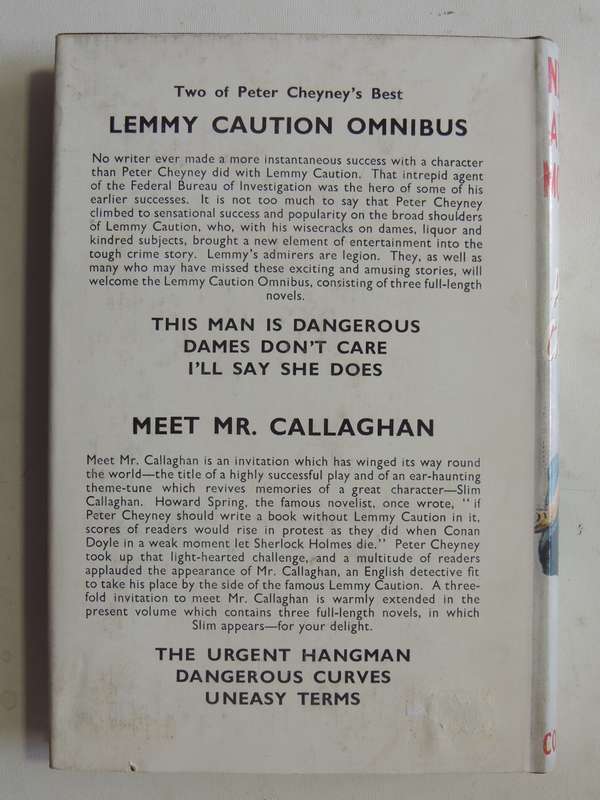 Two of Peter Cheyney's Best
LEMMY CAUTION OMNIBUS
No writer ever made a more instantaneous success with a character
than Peter Cheyney did with Lemmy Caution. That intrepid agent
of the Federal Bureau of Investigation was the hero of some of his
earlier successes. It is not too much to say that Peter Cheyney
climbed to sensational success and popularity on the broad shoulders
of Lemmy Caution, who, with his wisecracks on dames, liquor and
kindred subjects, brought a new element of entertainment into the
tough crime story. Lemmy's admirers are legion. They, as well as
many who may have missed these exciting and amusing stories, will
welcome the Lemmy Caution Omnibus, consisting of three full-length
novels.
THIS MAN IS DANGEROUS
DAMES DON'T CARE
I'LL SAY SHE DOES
MEET MR. CALLAGHAN
Meet Mr. Callaghan is an invitation which has winged its way round
the world—the title of a highly successful play and of an ear-haunting
theme-tune which revives memories of a great character—Slim
Callaghan. Howard Spring, the famous novelist, once wrote, "if
Peter Cheyney should write a book without Lemmy Caution in it,
scores of readers would rise in protest as they did when Conan
Doyle in a weak moment let Sherlock Holmes die." Peter Cheyney
took up that light-hearted challenge, and a multitude of readers
applauded the appearance of Mr. Callaghan, an English detective fit
to take his place by the side of the famous Lemmy Caution. A three-
fold invitation to meet Mr. Callaghan is warmly extended in the
present volume which contains three full-length novels, in which
Slim appears—for your delight.
THE URGENT HANGMAN
DANGEROUS CURVES
UNEASY TERMS